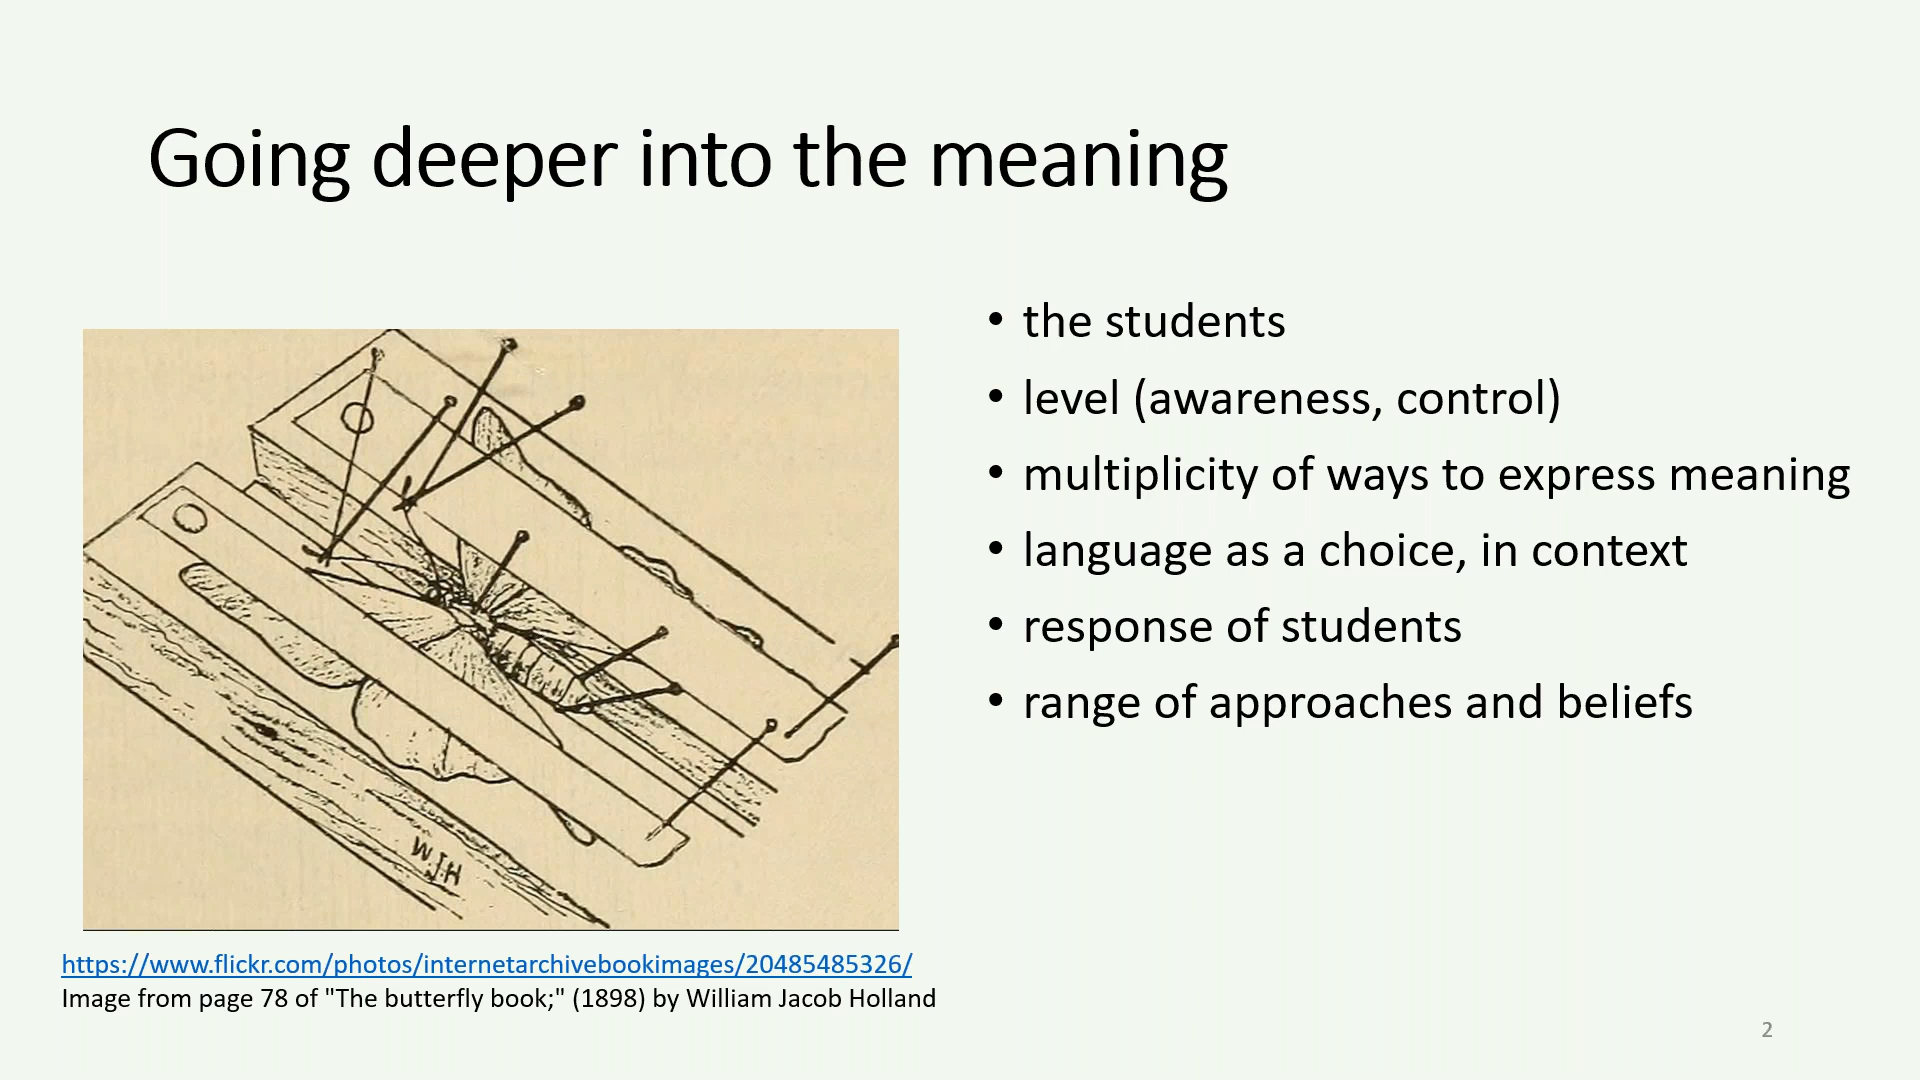 Going deeper into the meaning
• the students
• level (awareness, control)
• multiplicity of ways to express meaning
• language as a choice, in context
• response of students
• range of approaches and beliefs
WJH
https://www.flickr.com/photos/internetarchivebookimages/20485485326/
Image from page 78 of "The butterfly book;" (1898) by William Jacob Holland
2